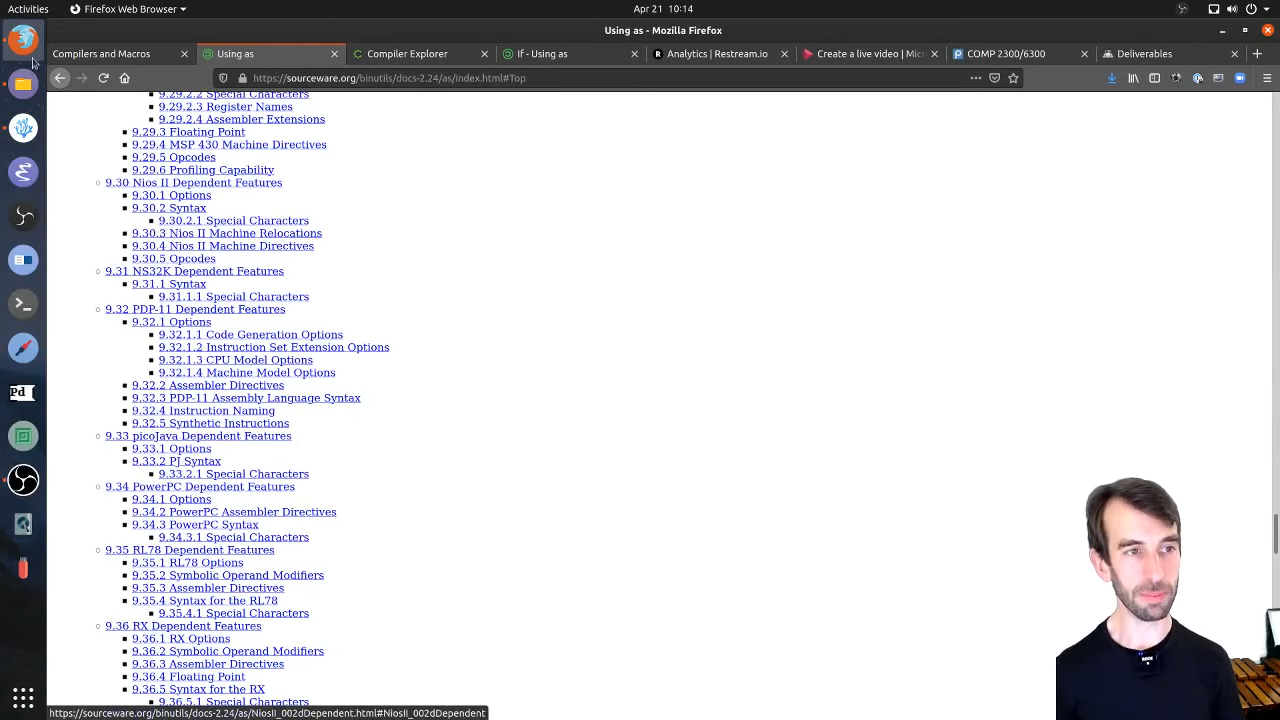 Activities Firefox Web Browser Apr 21 10:14
Using as - Mozilla Firefox
Compilers and Macros Using as Compiler Explorer If - Using as Analytics | Restream.io Create a live video | Micr COMP 2300/6300 Deliverables
https://sourceware.org/binutils/docs-2.24/as/index.html#Top
9.29.2.2 Special Characters
9.29.2.3 Register Names
9.29.2.4 Assembler Extensions
9.29.3 Floating Point
9.29.4 MSP 430 Machine Directives
9.29.5 Opcodes
9.29.6 Profiling Capability
9.30 Nios II Dependent Features
9.30.1 Options
9.30.2 Syntax
9.30.2.1 Special Characters
9.30.3 Nios II Machine Relocations
9.30.4 Nios II Machine Directives
9.30.5 Opcodes
9.31 NS32K Dependent Features
9.31.1 Syntax
9.31.1.1 Special Characters
9.32 PDP-11 Dependent Features
9.32.1 Options
9.32.1.1 Code Generation Options
9.32.1.2 Instruction Set Extension Options
9.32.1.3 CPU Model Options
9.32.1.4 Machine Model Options
9.32.2 Assembler Directives
9.32.3 PDP-11 Assembly Language Syntax
9.32.4 Instruction Naming
9.32.5 Synthetic Instructions
9.33 picoJava Dependent Features
9.33.1 Options
9.33.2 PJ Syntax
9.33.2.1 Special Characters
9.34 PowerPC Dependent Features
9.34.1 Options
9.34.2 PowerPC Assembler Directives
9.34.3 PowerPC Syntax
9.34.3.1 Special Characters
9.35 RL78 Dependent Features
9.35.1 RL78 Options
9.35.2 Symbolic Operand Modifiers
9.35.3 Assembler Directives
9.35.4 Syntax for the RL78
9.35.4.1 Special Characters
9.36 RX Dependent Features
9.36.1 RX Options
9.36.2 Symbolic Operand Modifiers
9.36.3 Assembler Directives
9.36.4 Floating Point
9.36.5 Syntax for the RX
9.36.5.1 Special Characters
https://sourceware.org/binutils/docs-2.24/as/NiosII_002dDependent.html#NiosII_002dDependent
Pd
RODE